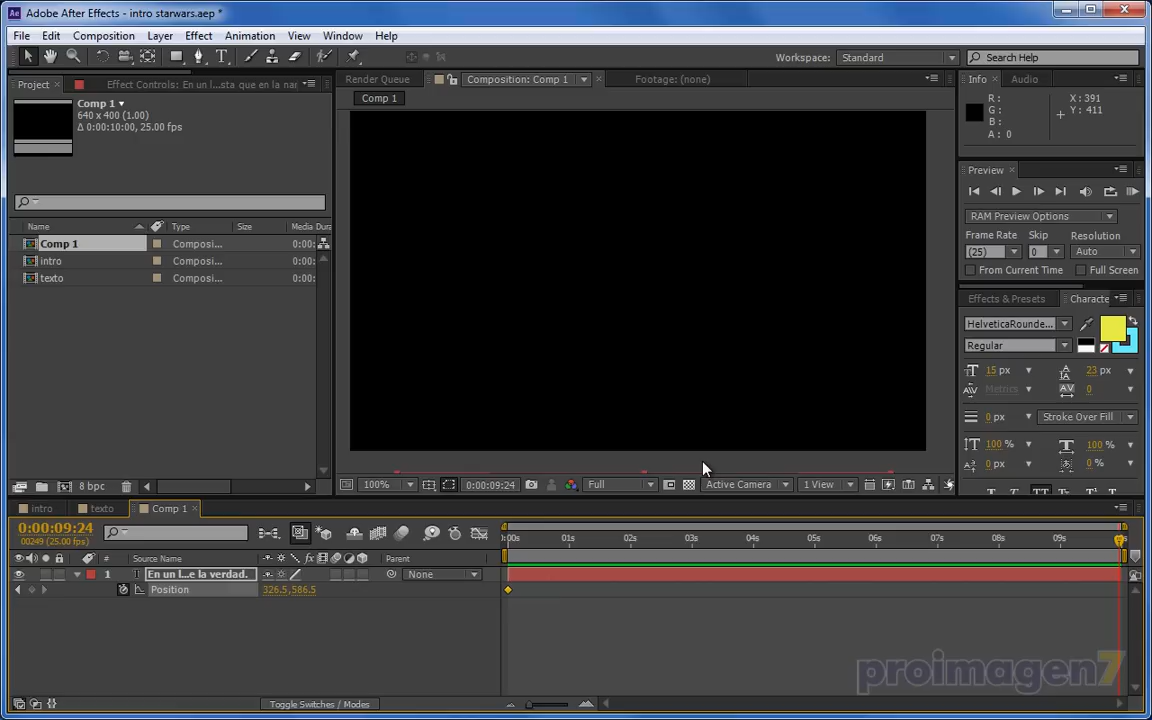 Adobe After Effects - intro starwars.aep *
File Edit Composition Layer Effect Animation View Window Help
Workspace: Standard Search Help
Project Effect Controls: En un l...sta que en la na
Render Queue Composition: Comp 1 Footage: (none)
Info Audio
Comp 1
640 x 400 (1.00)
Δ 0:00:10:00, 25.00 fps
Comp 1
R: X: 391
G: Y: 411
B:
A: 0
Preview
RAM Preview Options
Frame Rate Skip Resolution
(25) 0 Auto
From Current Time Full Screen
Name Type Size Media Dura
Comp 1 Composi... 0:00:
intro Composi... 0:00:
texto Composi... 0:00:
Effects & Presets Characte
HelveticaRounde...
Regular
15 px 23 px
Metrics 0
0 px Stroke Over Fill
100 % 100 %
0 px 0 %
8 bpc
100% 0:00:09:24 Full Active Camera 1 View
intro texto Comp 1
0:00:09:24
00249 (25.00 fps)
:00s 01s 02s 03s 04s 05s 06s 07s 08s 09s
# Source Name Parent
1 T En un l...e la verdad. None
Position 326.5,586.5
proimagen7
Toggle Switches / Modes